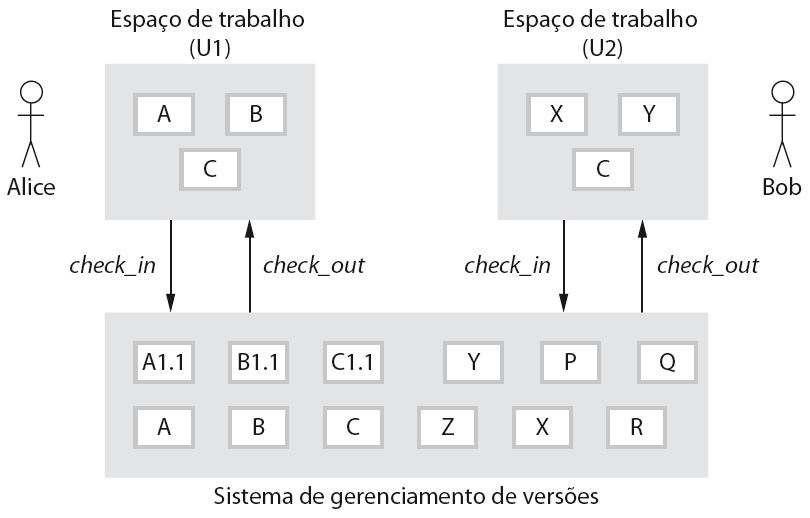 Espaço de trabalho
(U1)
Espaço de trabalho
(U2)
A
B
C
X
Y
C
Alice
Bob
check_in
check_out
check_in
check_out
A1.1
B1.1
C1.1
Y
P
Q
A
B
C
Z
X
R
Sistema de gerenciamento de versões